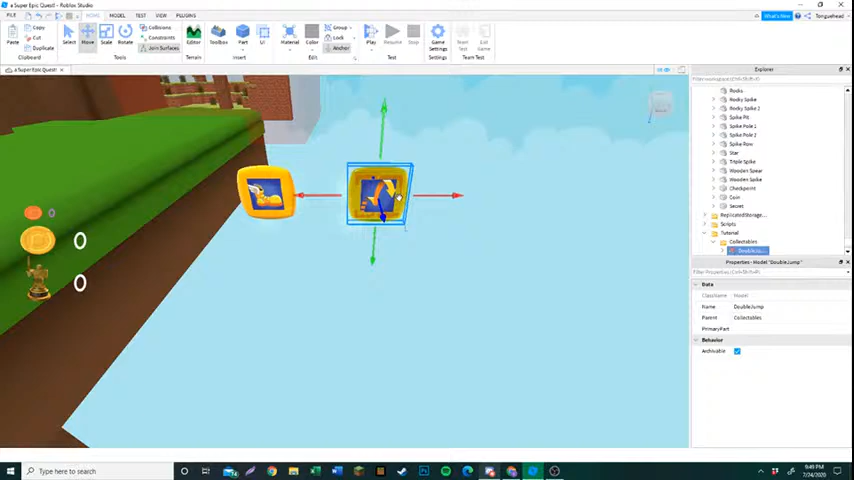 a Super Epic Quest! - Roblox Studio
FILE HOME MODEL TEST VIEW PLUGINS
What's New Tonguehead
Paste Copy Cut Duplicate Select Move Scale Rotate Collisions Constraints Join Surfaces Editor Toolbox Part UI Material Color Group Lock Anchor Play Resume Stop Game Settings Team Test Exit Game
Clipboard Tools Terrain Insert Edit Test Settings Team Test
a Super Epic Quest!
Explorer
Rocks
Rocky Spike
Rocky Spike 2
Spike Pit
Spike Pole 1
Spike Pole 2
Spike Row
Star
Triple Spike
Wooden Spear
Wooden Spike
Checkpoint
Coin
Secret
ReplicatedStorage...
Scripts
Tutorial
Collectables
0
0
0
Properties - Model "DoubleJump"
Filter Properties (Ctrl+Shift+P)
Data
ClassName Model
Name DoubleJump
Parent Collectables
PrimaryPart
Behavior
Archivable
Type here to search
9:49 PM
7/24/2020